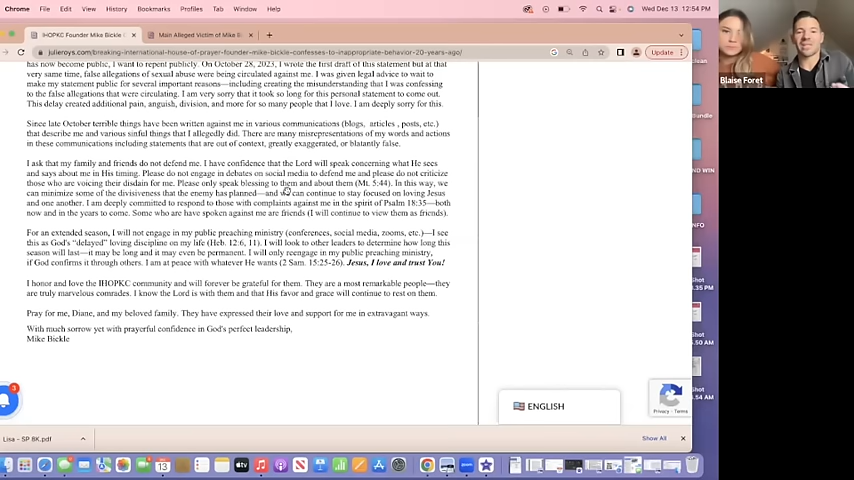 Chrome File Edit View History Bookmarks Profiles Tab Window Help Wed Dec 13 12:54 PM
IHOPKC Founder Mike Bickle Main Alleged Victim of Mike B
julieroys.com/breaking-international-house-of-prayer-founder-mike-bickle-confesses-to-inappropriate-behavior-20-years-ago/ Update
has now become public, I want to repent publicly. On October 28, 2023, I wrote the first draft of this statement but at that
very same time, false allegations of sexual abuse were being circulated against me. I was given legal advice to wait to
make my statement public for several important reasons—including creating the misunderstanding that I was confessing
to the false allegations that were circulating. I am very sorry that it took so long for this personal statement to come out.
This delay created additional pain, anguish, division, and more for so many people that I love. I am deeply sorry for this.
Since late October terrible things have been written against me in various communications (blogs, articles , posts, etc.)
that describe me and various sinful things that I allegedly did. There are many misrepresentations of my words and actions
in these communications including statements that are out of context, greatly exaggerated, or blatantly false.
I ask that my family and friends do not defend me. I have confidence that the Lord will speak concerning what He sees
and says about me in His timing. Please do not engage in debates on social media to defend me and please do not criticize
those who are voicing their disdain for me. Please only speak blessing to them and about them (Mt. 5:44). In this way, we
can minimize some of the divisiveness that the enemy has planned—and we can continue to stay focused on loving Jesus
and one another. I am deeply committed to respond to those with complaints against me in the spirit of Psalm 18:35—both
now and in the years to come. Some who have spoken against me are friends (I will continue to view them as friends).
For an extended season, I will not engage in my public preaching ministry (conferences, social media, zooms, etc.)—I see
this as God's “delayed” loving discipline on my life (Heb. 12:6, 11). I will look to other leaders to determine how long this
season will last—it may be long and it may even be permanent. I will only reengage in my public preaching ministry,
if God confirms it through others. I am at peace with whatever He wants (2 Sam. 15:25-26). Jesus, I love and trust You!
I honor and love the IHOPKC community and will forever be grateful for them. They are a most remarkable people—they
are truly marvelous comrades. I know the Lord is with them and that His favor and grace will continue to rest on them.
Pray for me, Diane, and my beloved family. They have expressed their love and support for me in extravagant ways.
With much sorrow yet with prayerful confidence in God's perfect leadership,
Mike Bickle
ENGLISH
Privacy - Terms
3
Lisa - SP 8K.pdf
Show All
Blaise Foret
13